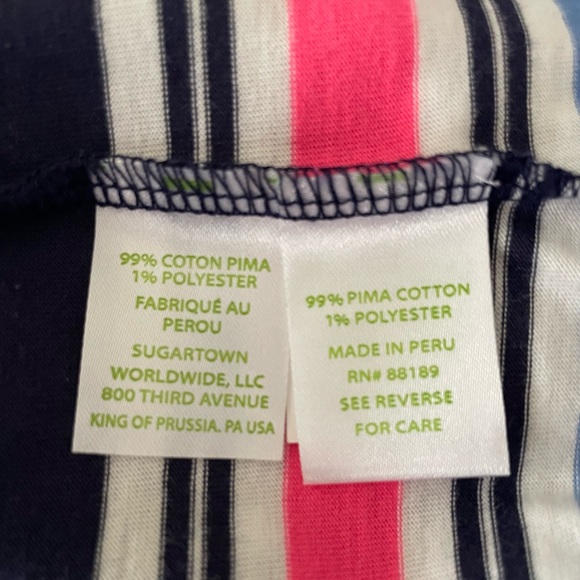 99% COTON PIMA
1% POLYESTER
FABRIQUÉ AU
PEROU
SUGARTOWN
WORLDWIDE, LLC
800 THIRD AVENUE
KING OF PRUSSIA. PA USA
99% PIMA COTTON
1% POLYESTER
MADE IN PERU
RN# 88189
SEE REVERSE
FOR CARE